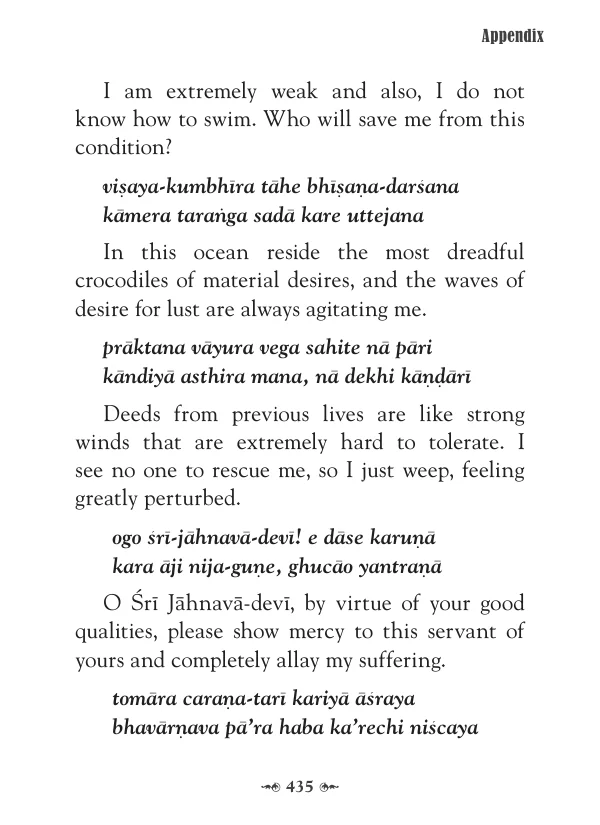 Appendix
I am extremely weak and also, I do not
know how to swim. Who will save me from this
condition?
viṣaya-kumbhīra tāhe bhīṣaṇa-darśana
kāmera taraṅga sadā kare uttejana
In this ocean reside the most dreadful
crocodiles of material desires, and the waves of
desire for lust are always agitating me.
prāktana vāyura vega sahite nā pāri
kāndiyā asthira mana, nā dekhi kāṇḍārī
Deeds from previous lives are like strong
winds that are extremely hard to tolerate. I
see no one to rescue me, so I just weep, feeling
greatly perturbed.
ogo śrī-jāhnavā-devī! e dāse karuṇā
kara āji nija-guṇe, ghucāo yantraṇā
O Śrī Jāhnavā-devī, by virtue of your good
qualities, please show mercy to this servant of
yours and completely allay my suffering.
tomāra caraṇa-tarī kariyā āśraya
bhavārṇava pā’ra haba ka’rechi niścaya
435